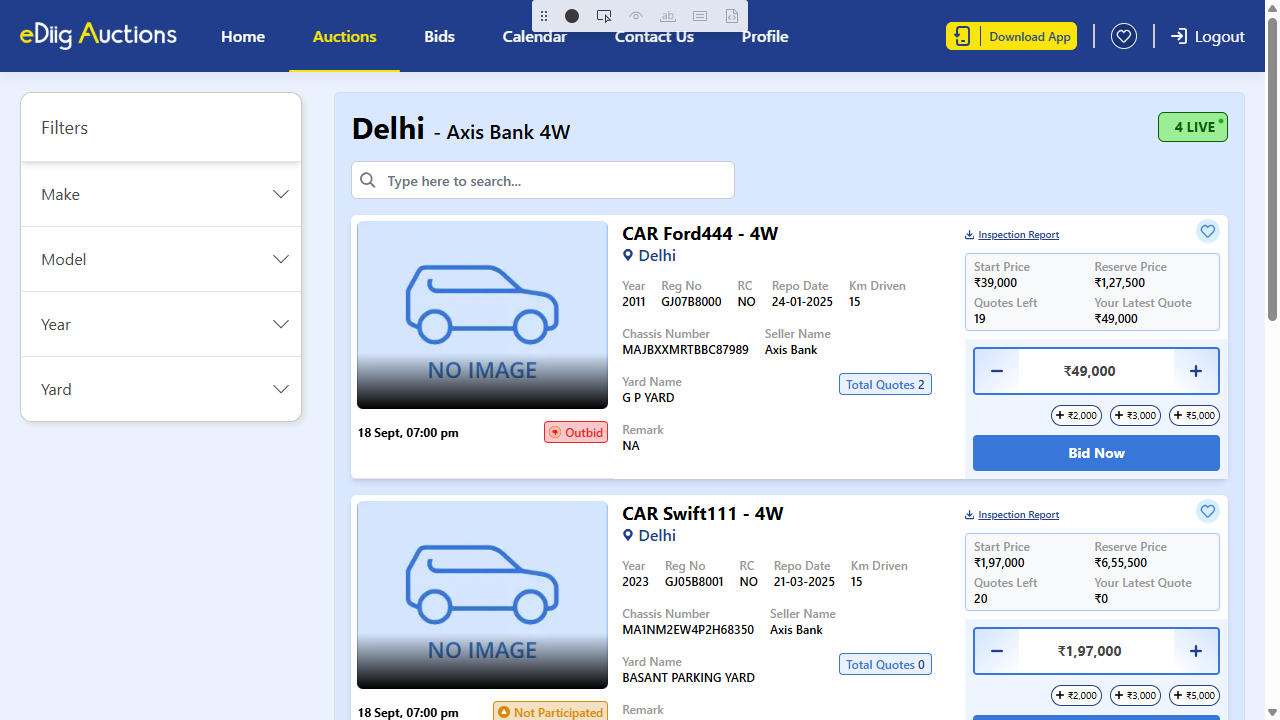 eDiig Auctions
Home
Auctions
Bids
Calendar
Contact Us
Profile
Download App
Logout
Filters
Make
Model
Year
Yard
Delhi - Axis Bank 4W
4 LIVE
Type here to search...
NO IMAGE
18 Sept, 07:00 pm
Outbid
CAR Ford444 - 4W
Delhi
Year Reg No RC Repo Date Km Driven
2011 GJ07B8000 NO 24-01-2025 15
Chassis Number Seller Name
MAJBXXMRTBBC87989 Axis Bank
Yard Name
G P YARD
Total Quotes 2
Remark
NA
Inspection Report
Start Price Reserve Price
₹39,000 ₹1,27,500
Quotes Left Your Latest Quote
19 ₹49,000
− ₹49,000 +
+ ₹2,000 + ₹3,000 + ₹5,000
Bid Now
NO IMAGE
18 Sept, 07:00 pm
Not Participated
CAR Swift111 - 4W
Delhi
Year Reg No RC Repo Date Km Driven
2023 GJ05B8001 NO 21-03-2025 15
Chassis Number Seller Name
MA1NM2EW4P2H68350 Axis Bank
Yard Name
BASANT PARKING YARD
Total Quotes 0
Remark
Inspection Report
Start Price Reserve Price
₹1,97,000 ₹6,55,500
Quotes Left Your Latest Quote
20 ₹0
− ₹1,97,000 +
+ ₹2,000 + ₹3,000 + ₹5,000